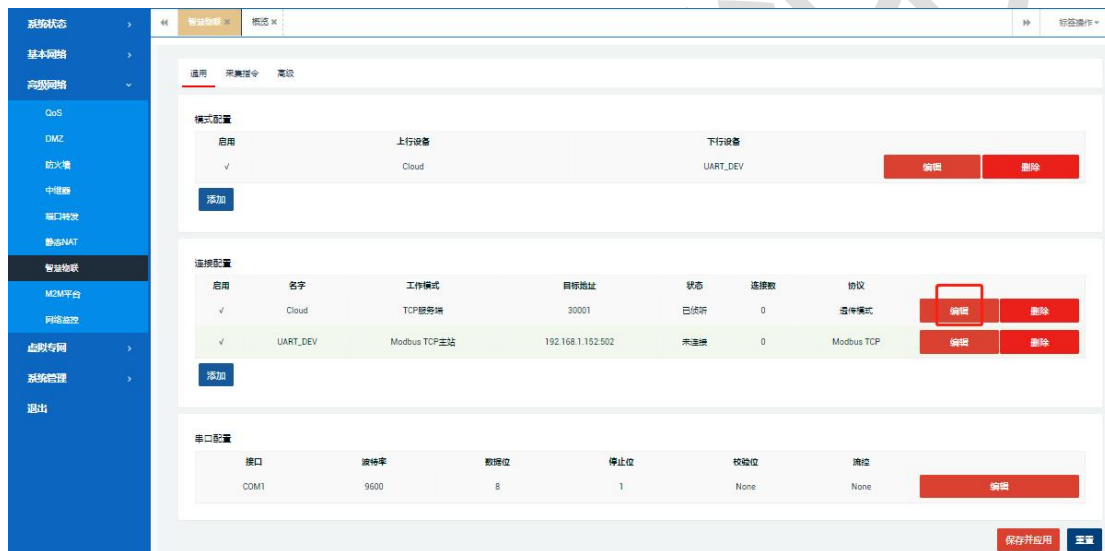 系统状态
基本网络
高级网络
QoS
DMZ
防火墙
中继器
端口转发
静态NAT
智慧物联
M2M平台
网络监控
虚拟专网
系统管理
退出
智慧物联 × 概览 × 标签操作
通用 采集指令 高级
模式配置
启用 上行设备 下行设备
√ Cloud UART_DEV 编辑 删除
添加
连接配置
启用 名字 工作模式 目标地址 状态 连接数 协议
√ Cloud TCP服务端 30001 已侦听 0 透传模式 编辑 删除
√ UART_DEV Modbus TCP主站 192.168.1.152:502 未连接 0 Modbus TCP 编辑 删除
添加
串口配置
接口 波特率 数据位 停止位 校验位 流控
COM1 9600 8 1 None None 编辑
保存并应用 重置